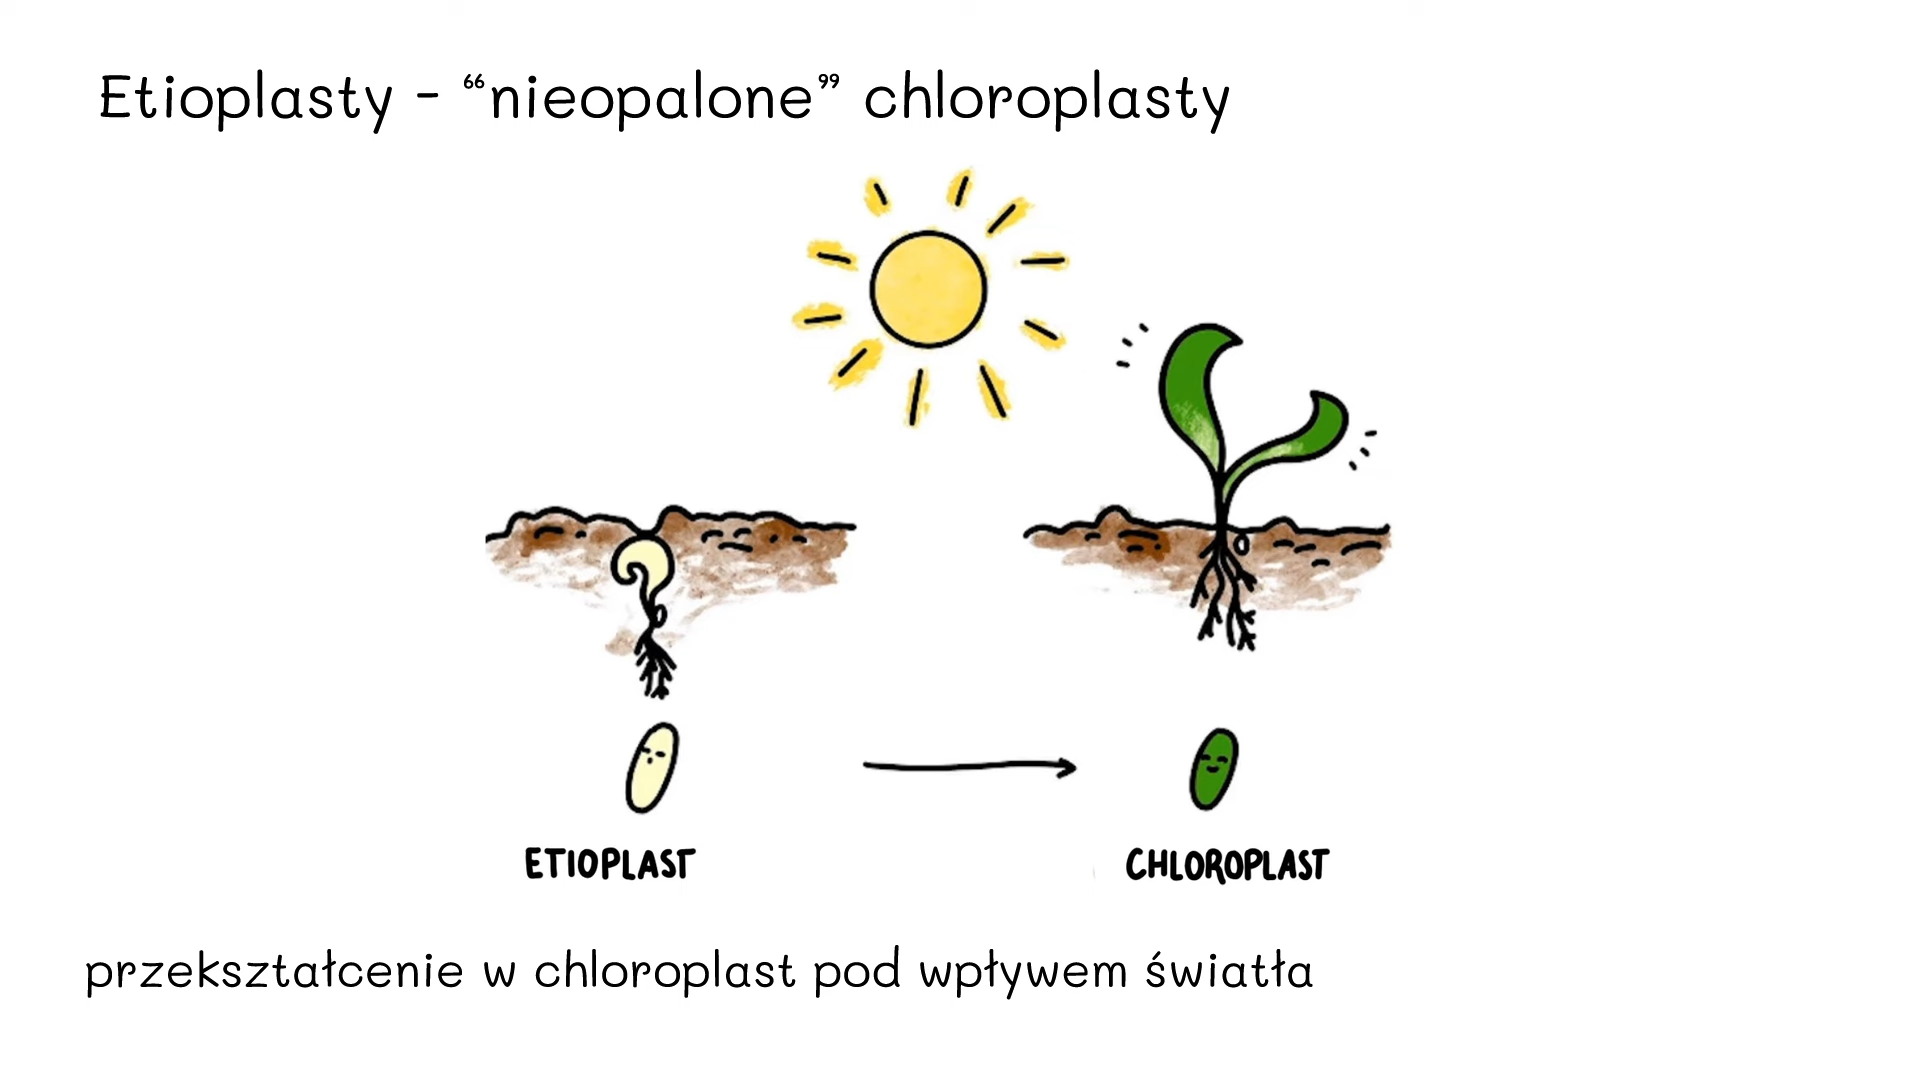 Etioplasty - “nieopalone” chloroplasty
ETIOPLAST
CHLOROPLAST
przekształcenie w chloroplast pod wpływem światła